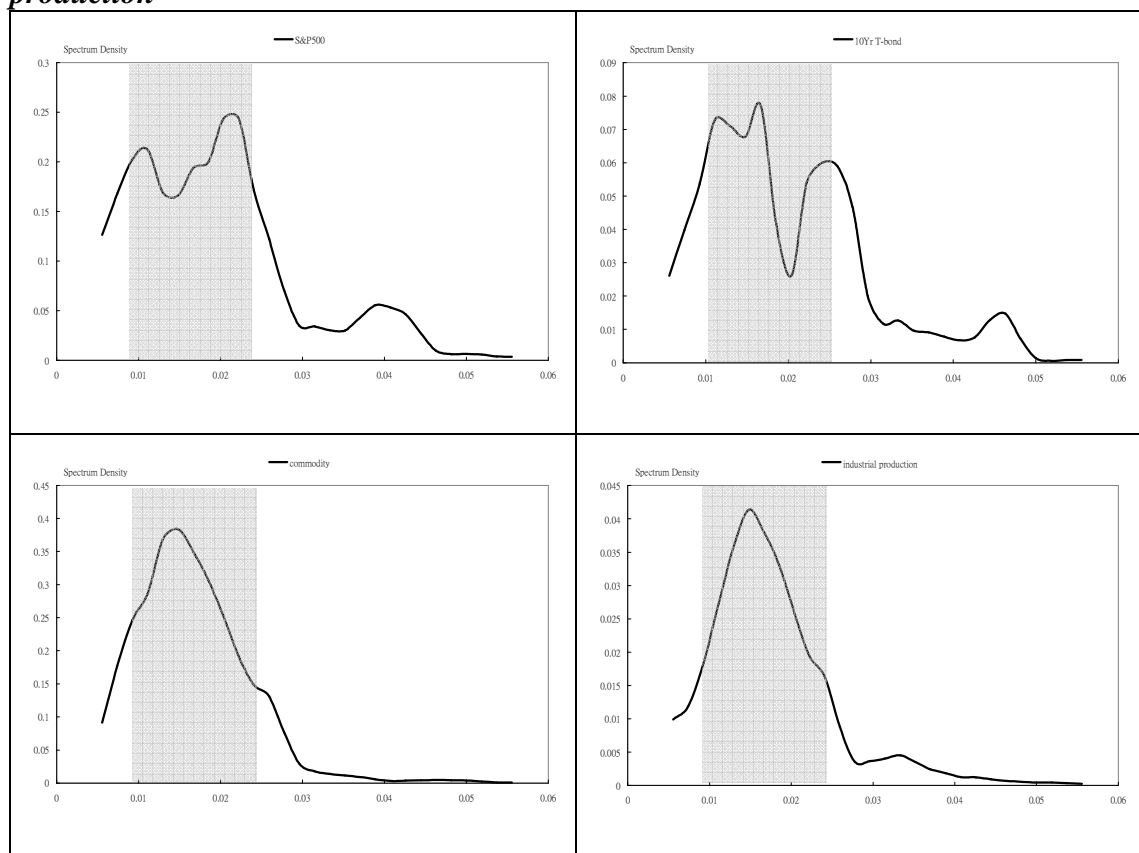 production
S&P500
Spectrum Density
0.3
0.25
0.2
0.15
0.1
0.05
0
0 0.01 0.02 0.03 0.04 0.05 0.06
10Yr T-bond
Spectrum Density
0.09
0.08
0.07
0.06
0.05
0.04
0.03
0.02
0.01
0
0 0.01 0.02 0.03 0.04 0.05 0.06
commodity
Spectrum Density
0.45
0.4
0.35
0.3
0.25
0.2
0.15
0.1
0.05
0
0 0.01 0.02 0.03 0.04 0.05 0.06
industrial production
Spectrum Density
0.045
0.04
0.035
0.03
0.025
0.02
0.015
0.01
0.005
0
0 0.01 0.02 0.03 0.04 0.05 0.06